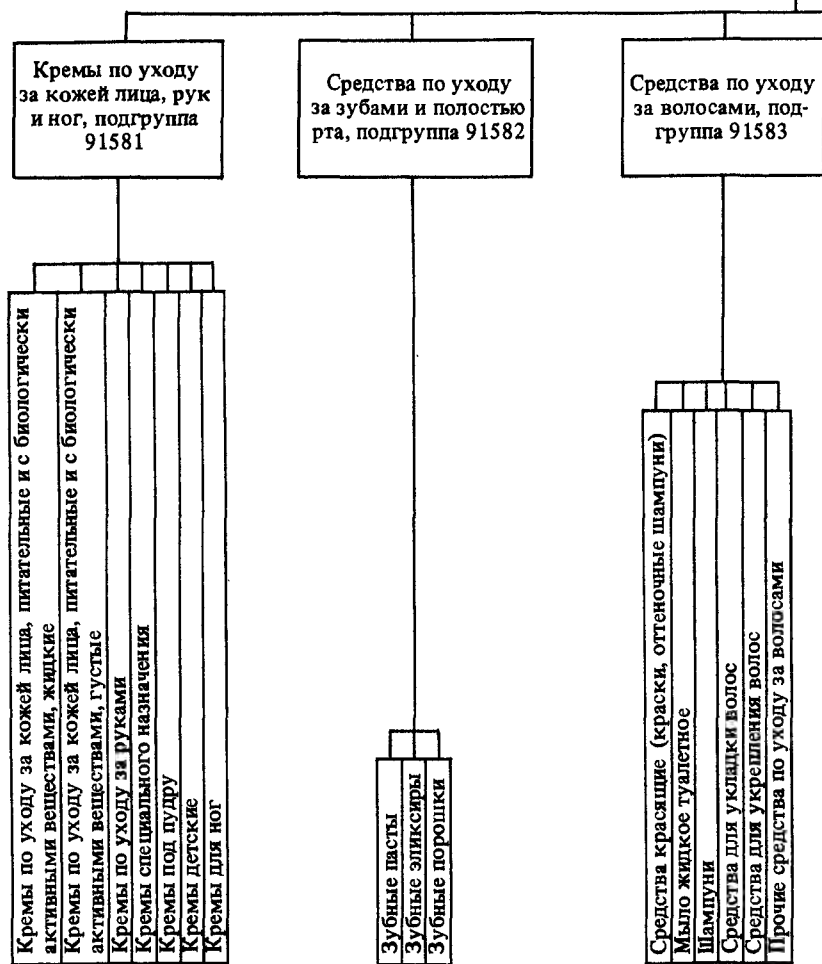 Кремы по уходу
за кожей лица, рук
и ног, подгруппа
91581
Средства по уходу
за зубами и полостью
рта, подгруппа 91582
Средства по уходу
за волосами, под-
группа 91583
Кремы по уходу за кожей лица, питательные и с биологически
активными веществами, жидкие
Кремы по уходу за кожей лица, питательные и с биологически
активными веществами, густые
Кремы по уходу за руками
Кремы специального назначения
Кремы под пудру
Кремы детские
Кремы для ног
Зубные пасты
Зубные эликсиры
Зубные порошки
Средства красящие (краски, оттеночные шампуни)
Мыло жидкое туалетное
Шампуни
Средства для укладки волос
Средства для укрепления волос
Прочие средства по уходу за волосами